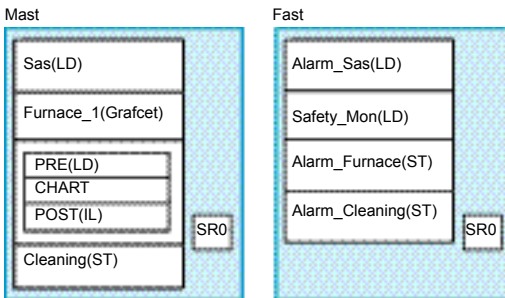 Mast
Sas(LD)
Furnace_1(Grafcet)
PRE(LD)
CHART
POST(IL)
SR0
Cleaning(ST)
Fast
Alarm_Sas(LD)
Safety_Mon(LD)
Alarm_Furnace(ST)
Alarm_Cleaning(ST)
SR0